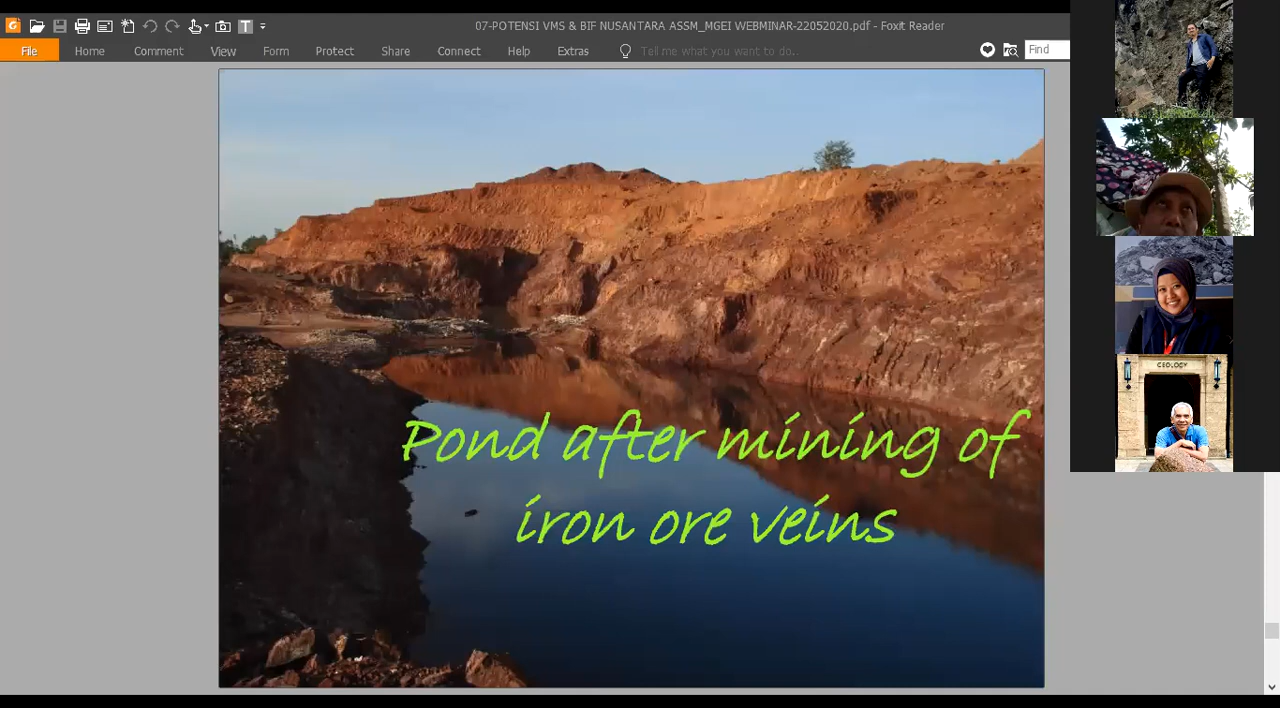 07-POTENSI VMS & BIF NUSANTARA ASSM_MGEI WEBMINAR-22052020.pdf - Foxit Reader
File Home Comment View Form Protect Share Connect Help Extras Tell me what you want to do.. Find
GEOLOGY
Pond after mining of
iron ore veins